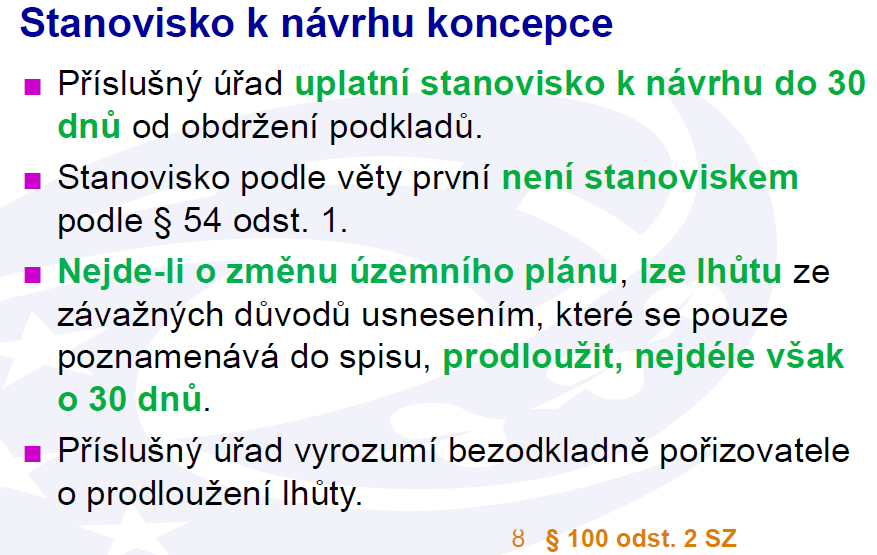 Stanovisko k návrhu koncepce
■ Příslušný úřad uplatní stanovisko k návrhu do 30
dnů od obdržení podkladů.
■ Stanovisko podle věty první není stanoviskem
podle § 54 odst. 1.
■ Nejde-li o změnu územního plánu, lze lhůtu ze
závažných důvodů usnesením, které se pouze
poznamenává do spisu, prodloužit, nejdéle však
o 30 dnů.
■ Příslušný úřad vyrozumí bezodkladně pořizovatele
o prodloužení lhůty.
8 § 100 odst. 2 SZ